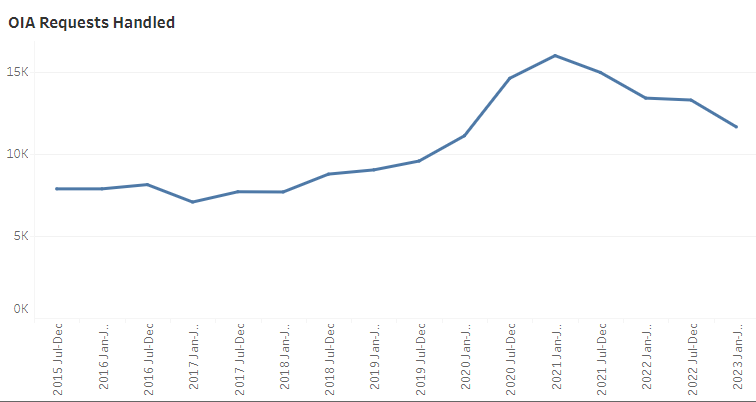 OIA Requests Handled
15K
10K
5K
0K
2015 Jul-Dec
2016 Jan-J..
2016 Jul-Dec
2017 Jan-J..
2017 Jul-Dec
2018 Jan-J..
2018 Jul-Dec
2019 Jan-J..
2019 Jul-Dec
2020 Jan-J..
2020 Jul-Dec
2021 Jan-J..
2021 Jul-Dec
2022 Jan-J..
2022 Jul-Dec
2023 Jan-J..